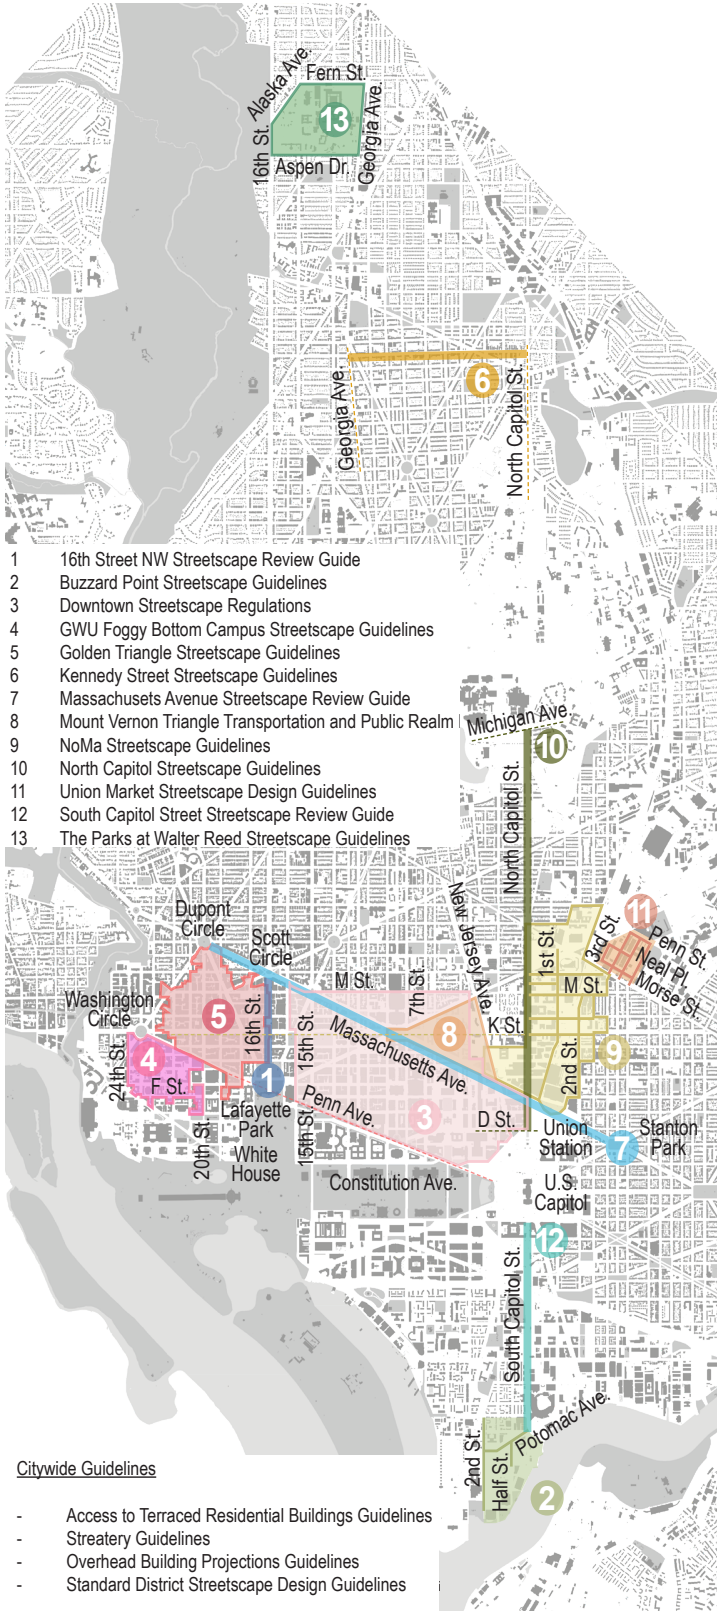 Alaska Ave.
Fern St.
13
16th St.
Georgia Ave.
Aspen Dr.
6
Georgia Ave.
North Capitol St.
1 16th Street NW Streetscape Review Guide
2 Buzzard Point Streetscape Guidelines
3 Downtown Streetscape Regulations
4 GWU Foggy Bottom Campus Streetscape Guidelines
5 Golden Triangle Streetscape Guidelines
6 Kennedy Street Streetscape Guidelines
7 Massachusets Avenue Streetscape Review Guide
8 Mount Vernon Triangle Transportation and Public Realm
9 NoMa Streetscape Guidelines
10 North Capitol Streetscape Guidelines
11 Union Market Streetscape Design Guidelines
12 South Capitol Street Streetscape Review Guide
13 The Parks at Walter Reed Streetscape Guidelines
Michigan Ave.
10
North Capitol St.
New Jersey Ave.
Dupont
Circle
Scott
Circle
11
3rd St.
1st St.
Penn St
Neal Pl.
Morse St.
M St.
7th St.
M St.
Washington
Circle
5
16th St.
15th St.
K St.
8
Massachusetts Ave.
9
2nd St.
4
24th St.
F St.
1
Lafayette
Park
White
House
20th St.
15th St.
Penn Ave.
3
D St.
Union
Station
7
Stanton
Park
Constitution Ave.
U.S.
Capitol
12
South Capitol St.
Potomac Ave.
2nd St.
Half St.
2
Citywide Guidelines
- Access to Terraced Residential Buildings Guidelines
- Streatery Guidelines
- Overhead Building Projections Guidelines
- Standard District Streetscape Design Guidelines